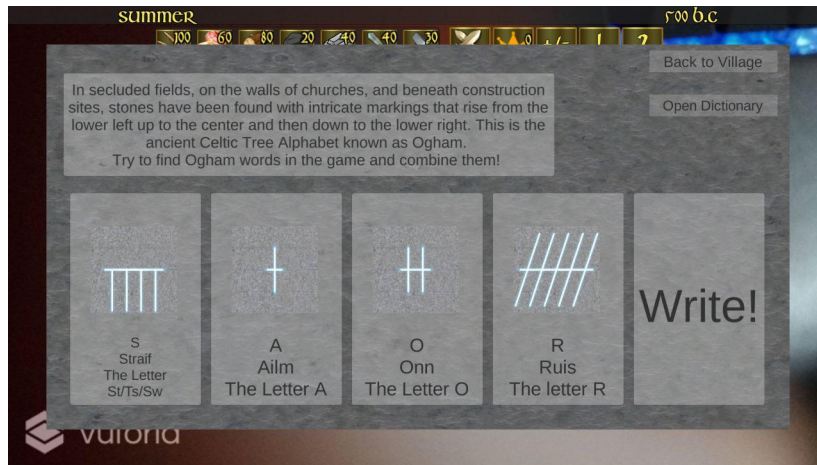 summer
500 b.c
100 60 80 20 40 40 30 0 +/- 1 2
Back to Village
Open Dictionary
In secluded fields, on the walls of churches, and beneath construction
sites, stones have been found with intricate markings that rise from the
lower left up to the center and then down to the lower right. This is the
ancient Celtic Tree Alphabet known as Ogham.
Try to find Ogham words in the game and combine them!
S
Straif
The Letter
St/Ts/Sw
A
Ailm
The Letter A
O
Onn
The Letter O
R
Ruis
The letter R
Write!
vuforia